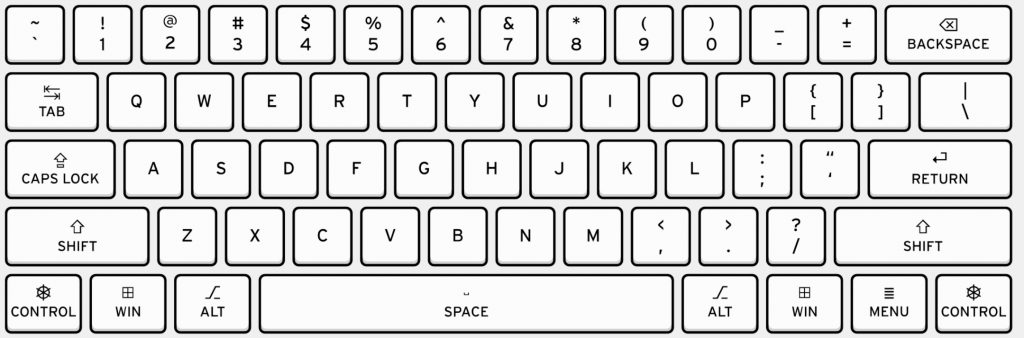 ~ ! @ # $ % ^ & * ( ) _ +
` 1 2 3 4 5 6 7 8 9 0 - = BACKSPACE
TAB Q W E R T Y U I O P { } |
[ ] \
CAPS LOCK A S D F G H J K L : “ RETURN
; ‘
SHIFT Z X C V B N M < > ? SHIFT
, . /
CONTROL WIN ALT SPACE ALT WIN MENU CONTROL